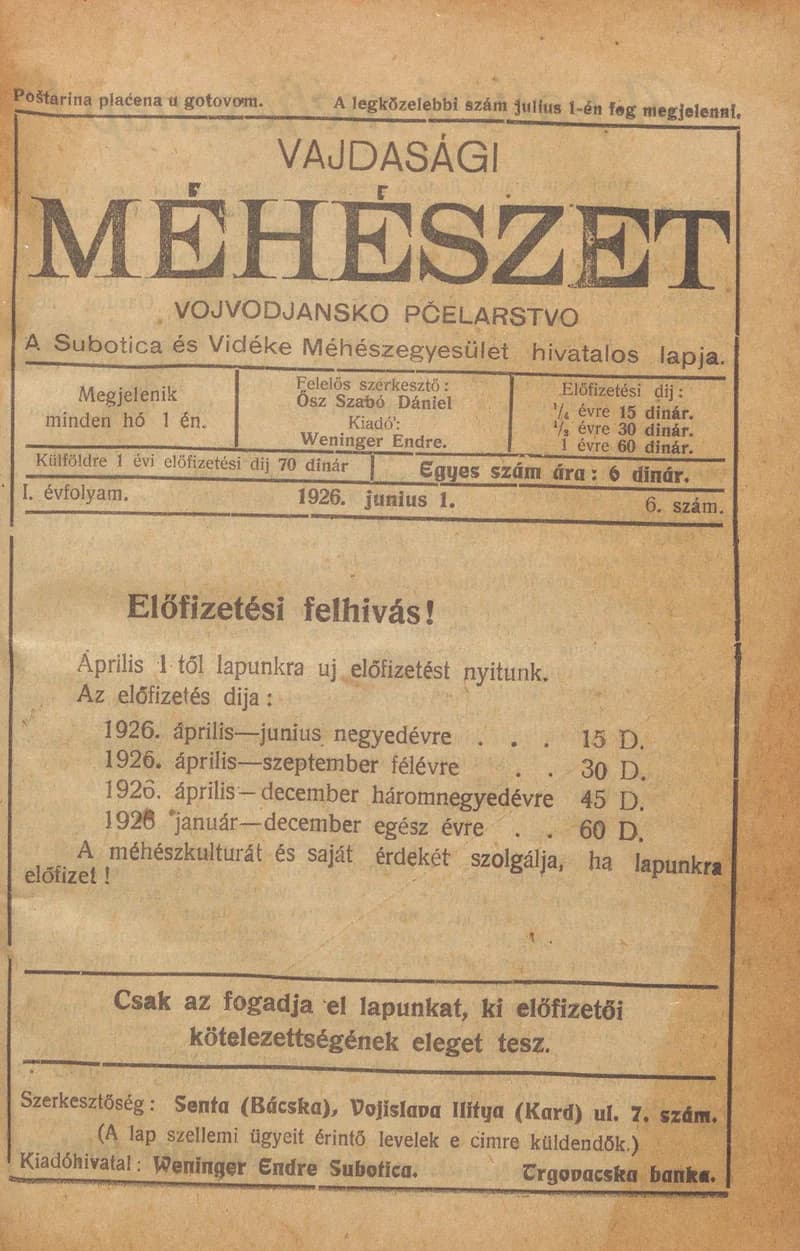 Poštarina plaćena u gotovom. A legközelebbi szám julius 1-én fog megjelenni.
VAJDASÁGI
MÉHÉSZET
VOJVODJANSKO PČELARSTVO
A Subotica és Vidéke Méhészegyesület hivatalos lapja.
Megjelenik
minden hó 1 én.
Felelős szerkesztő:
Ősz Szabó Dániel
Kiadó:
Weninger Endre.
Előfizetési dij:
¼ évre 15 dinár.
½ évre 30 dinár.
1 évre 60 dinár.
Külföldre 1 évi előfizetési dij 70 dinár
Egyes szám ára: 6 dinár.
I. évfolyam. 1926. junius 1. 6. szám.
Előfizetési felhivás!
Április 1 től lapunkra uj előfizetést nyitunk.
Az előfizetés dija:
1926. április—junius negyedévre . . . 15 D.
1926. április—szeptember félévre . . 30 D.
1926. április—december háromnegyedévre 45 D.
1926 január—december egész évre . . 60 D.
A méhészkulturát és saját érdekét szolgálja, ha lapunkra
előfizet!
Csak az fogadja el lapunkat, ki előfizetői
kötelezettségének eleget tesz.
Szerkesztőség: Senta (Bácska), Vojislava Ilitya (Kard) ul. 7. szám.
(A lap szellemi ügyeit érintő levelek e cimre küldendők.)
Kiadóhivatal: Weninger Endre Subotica. Trgovacska banka.